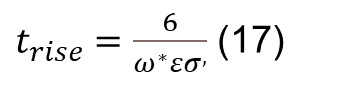 t_rise = 6 / ω*εσ′ (17)